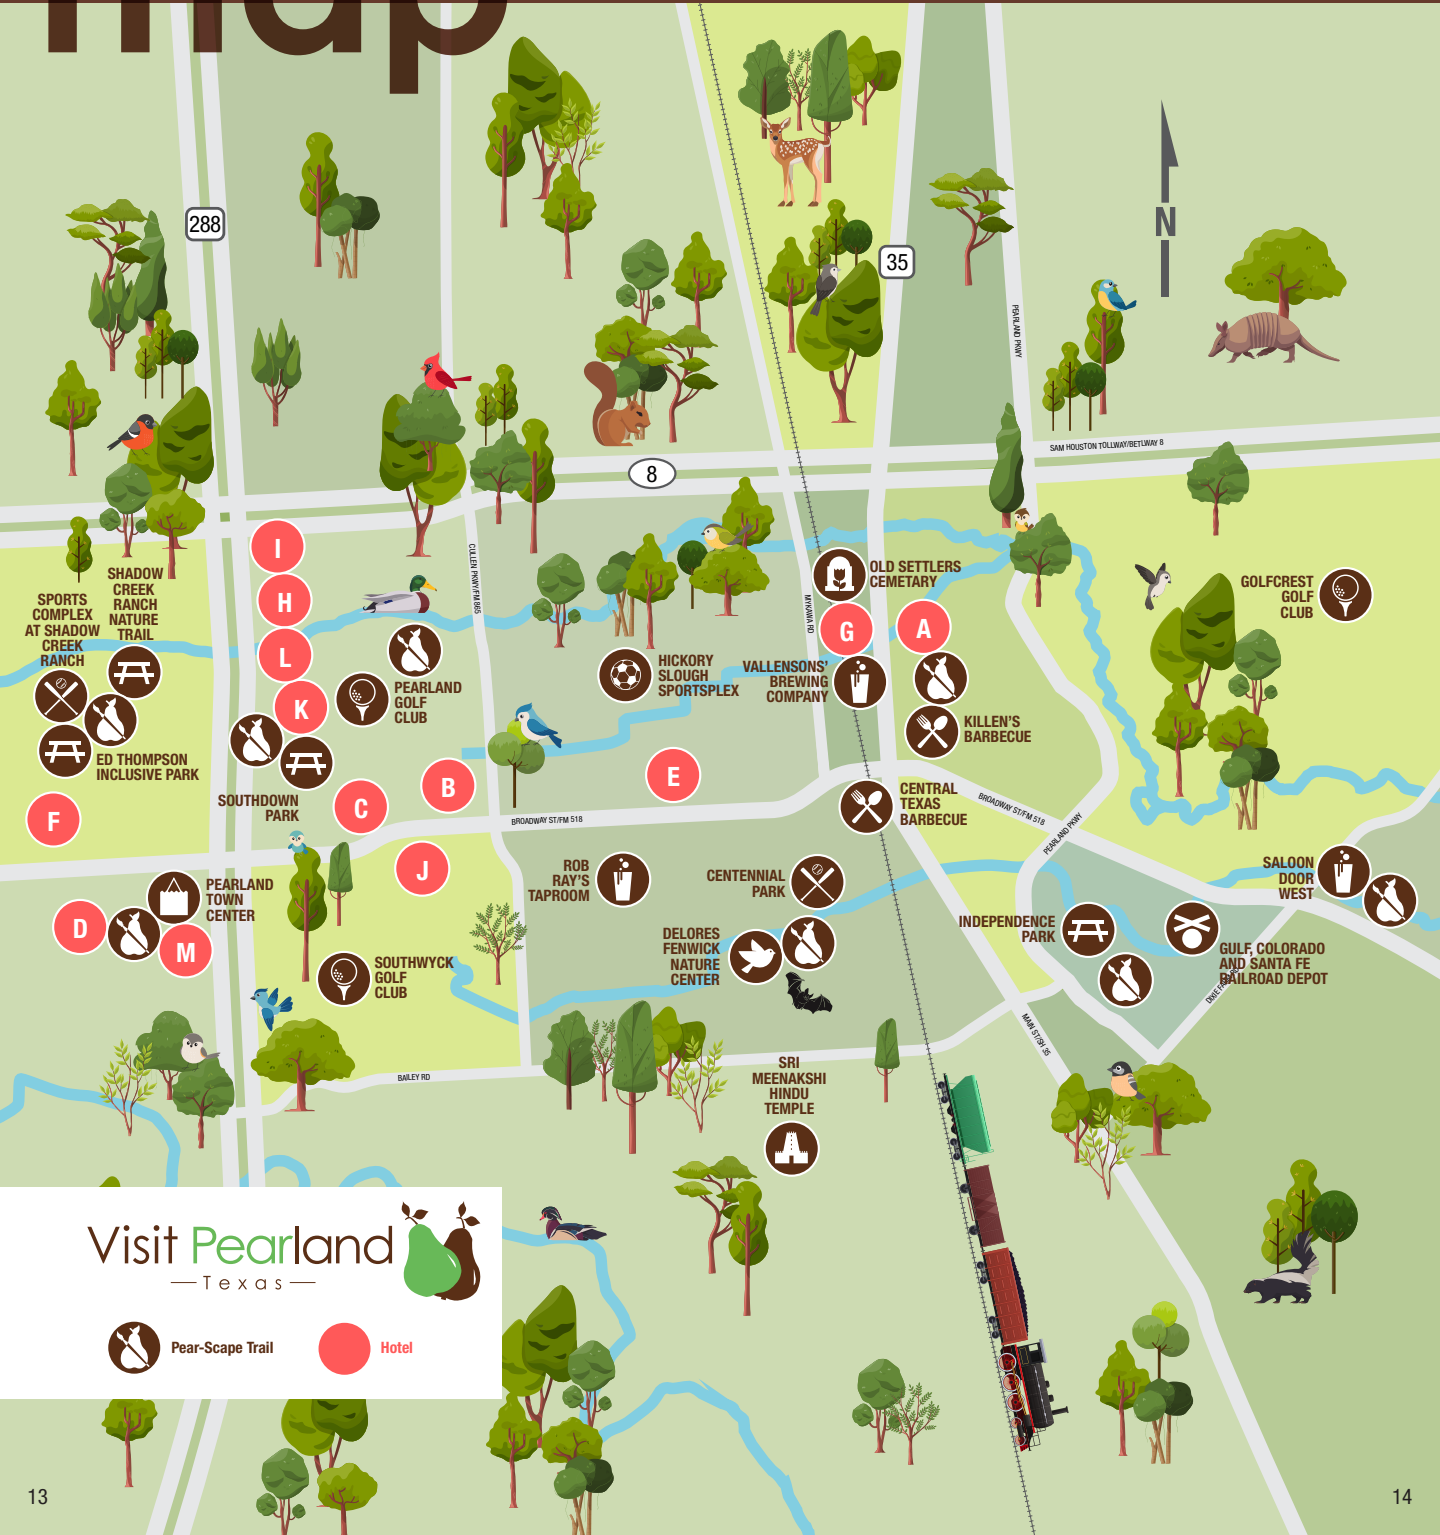 map
288
35
N
PEARLAND PKWY
SAM HOUSTON TOLLWAY/BETLWAY 8
8
I
H
L
K
SHADOW
CREEK
RANCH
NATURE
TRAIL
SPORTS
COMPLEX
AT SHADOW
CREEK
RANCH
ED THOMPSON
INCLUSIVE PARK
F
CULLEN PKWY/FM 865
PEARLAND
GOLF
CLUB
SOUTHDOWN
PARK
C
B
J
HICKORY
SLOUGH
SPORTSPLEX
E
MYKAWA RD
OLD SETTLERS
CEMETARY
G
A
VALLENSONS'
BREWING
COMPANY
KILLEN'S
BARBECUE
GOLFCREST
GOLF
CLUB
CENTRAL
TEXAS
BARBECUE
BROADWAY ST/FM 518
BROADWAY ST/FM 518
PEARLAND PKWY
PEARLAND
TOWN
CENTER
D
M
ROB
RAY'S
TAPROOM
CENTENNIAL
PARK
SALOON
DOOR
WEST
DELORES
FENWICK
NATURE
CENTER
INDEPENDENCE
PARK
GULF, COLORADO
AND SANTA FE
RAILROAD DEPOT
SOUTHWYCK
GOLF
CLUB
MAIN ST/SH 35
BAILEY RD
SRI
MEENAKSHI
HINDU
TEMPLE
Visit Pearland
Texas
Pear-Scape Trail
Hotel
13
14